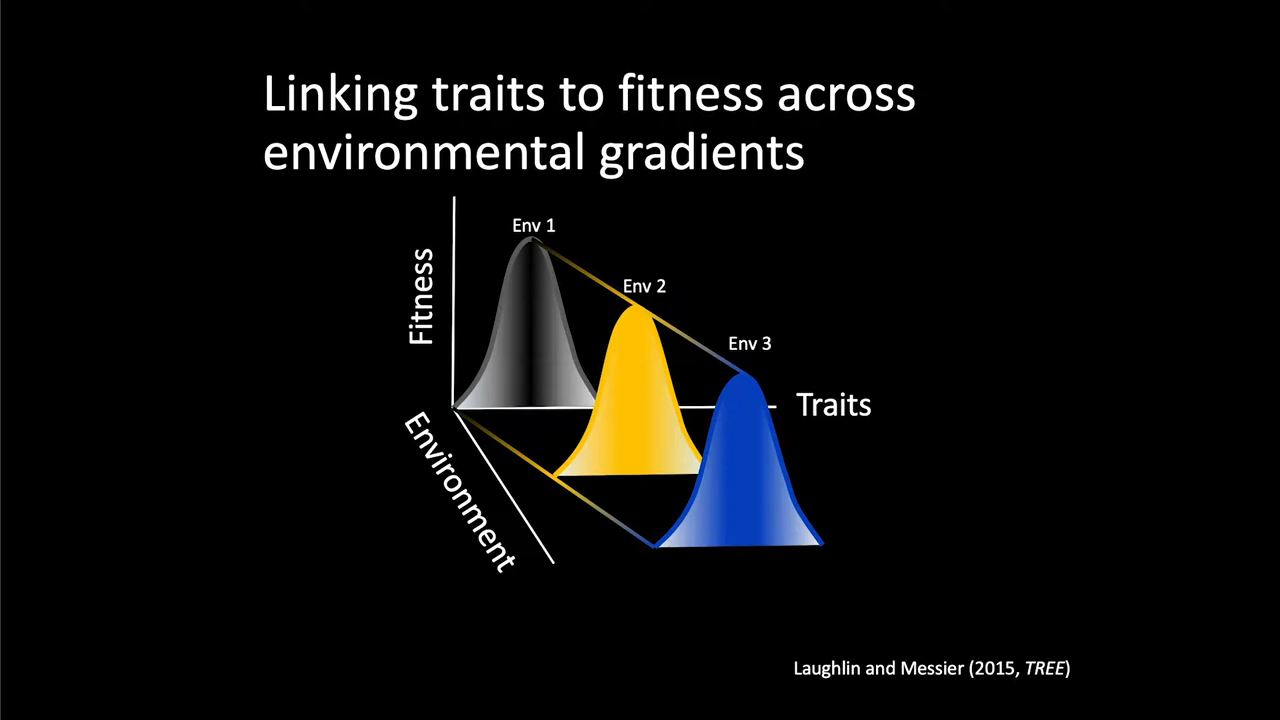 Linking traits to fitness across
environmental gradients
Env 1
Fitness
Env 2
Env 3
Traits
Environment
Laughlin and Messier (2015, TREE)